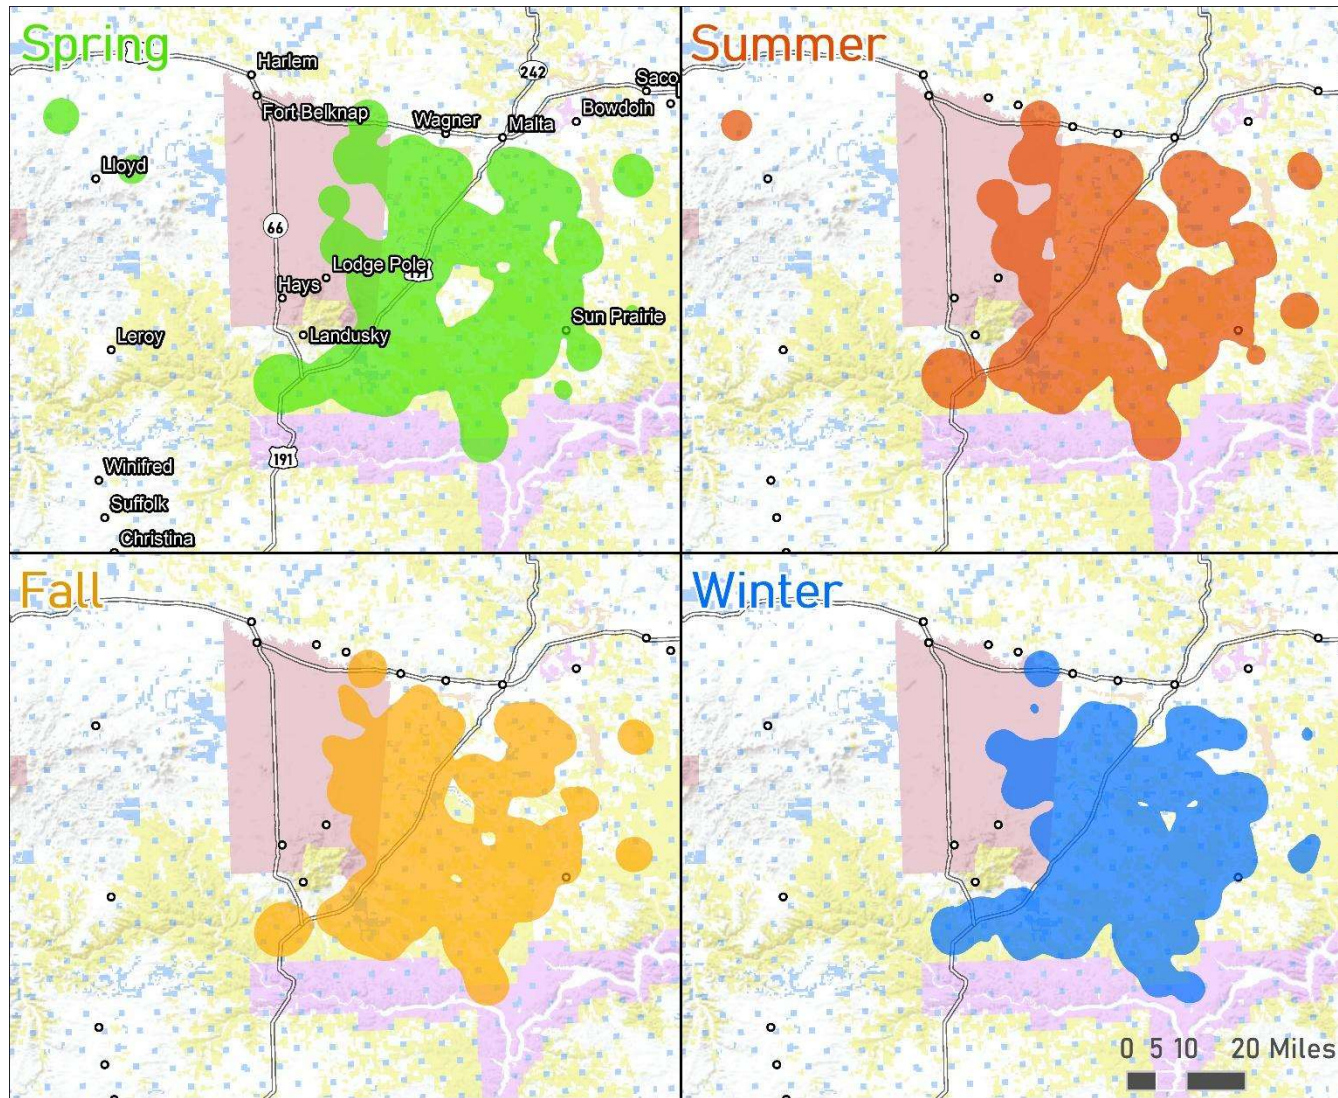 Spring
Summer
Harlem
242
Saco
Fort Belknap
Wagner
Malta
Bowdoin
Lloyd
66
Lodge Pole
191
Hays
Sun Prairie
Leroy
Landusky
191
Winifred
Suffolk
Christina
Fall
Winter
0 5 10 20 Miles